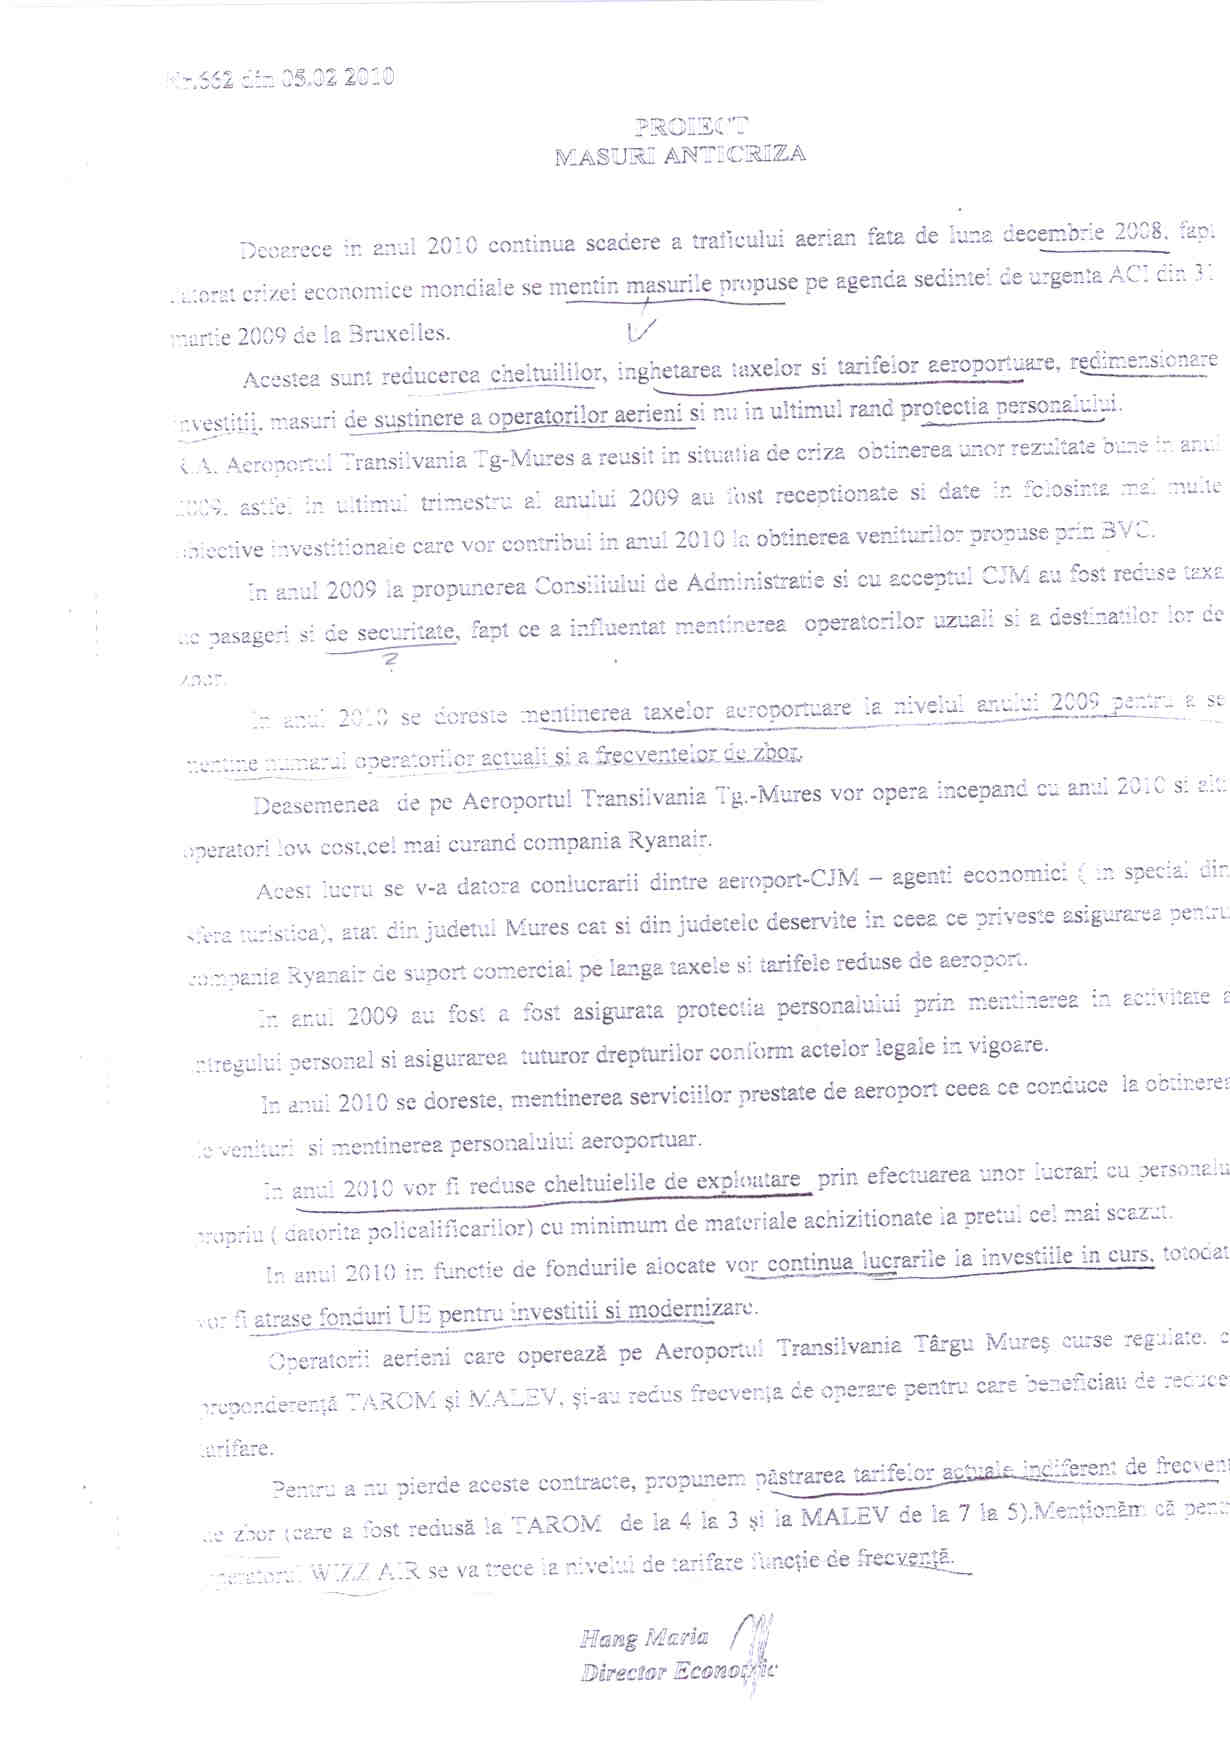 Nr.662 din 05.02 2010
PROIECT
MASURI ANTICRIZA
Deoarece in anul 2010 continua scadere a traficului aerian fata de luna decembrie 2008, fapt
datorat crizei economice mondiale se mentin masurile propuse pe agenda sedintei de urgenta ACI din 31
martie 2009 de la Bruxelles.
Acestea sunt reducerea cheltuililor, inghetarea taxelor si tarifelor aeroportuare, redimensionare
investitii, masuri de sustinere a operatorilor aerieni si nu in ultimul rand protectia personalului.
R.A. Aeroportul Transilvania Tg-Mures a reusit in situatia de criza obtinerea unor rezultate bune in anul
2009, astfel in ultimul trimestru al anului 2009 au fost receptionate si date in folosinta mai multe
obiective investitionale care vor contribui in anul 2010 la obtinerea veniturilor propuse prin BVC.
In anul 2009 la propunerea Consiliului de Administratie si cu acceptul CJM au fost reduse taxa
de pasageri si de securitate, fapt ce a influentat mentinerea operatorilor uzuali si a destinatilor lor de
zbor.
?
In anul 2010 se doreste mentinerea taxelor aeroportuare la nivelul anului 2009 pentru a se
mentine numarul operatorilor actuali si a frecventelor de zbor.
Deasemenea de pe Aeroportul Transilvania Tg.-Mures vor opera incepand cu anul 2010 si alti
operatori low cost,cel mai curand compania Ryanair.
Acest lucru se v-a datora conlucrarii dintre aeroport-CJM – agenti economici ( in special din
sfera turistica), atat din judetul Mures cat si din judetele deservite in ceea ce priveste asigurarea pentru
compania Ryanair de suport comercial pe langa taxele si tarifele reduse de aeroport.
In anul 2009 au fost a fost asigurata protectia personalului prin mentinerea in activitate a
intregului personal si asigurarea tuturor drepturilor conform actelor legale in vigoare.
In anul 2010 se doreste, mentinerea serviciilor prestate de aeroport ceea ce conduce la obtinerea
de venituri si mentinerea personalului aeroportuar.
In anul 2010 vor fi reduse cheltuielile de exploatare prin efectuarea unor lucrari cu personalu
propriu ( datorita policalificarilor) cu minimum de materiale achizitionate la pretul cel mai scazut.
In anul 2010 in functie de fondurile alocate vor continua lucrarile la investiile in curs, totodat
vor fi atrase fonduri UE pentru investitii si modernizare.
Operatorii aerieni care operează pe Aeroportul Transilvania Târgu Mureş curse regulate, c
preponderenţă TAROM şi MALEV, şi-au redus frecvenţa de operare pentru care beneficiau de reduce
tarifare.
Pentru a nu pierde aceste contracte, propunem păstrarea tarifelor actuale indiferent de frecvent
de zbor (care a fost redusă la TAROM de la 4 la 3 şi la MALEV de la 7 la 5).Menţionăm că pentr
operatorul WIZZ AIR se va trece la nivelul de tarifare funcţie de frecvenţă.
Hang Maria
Director Economic